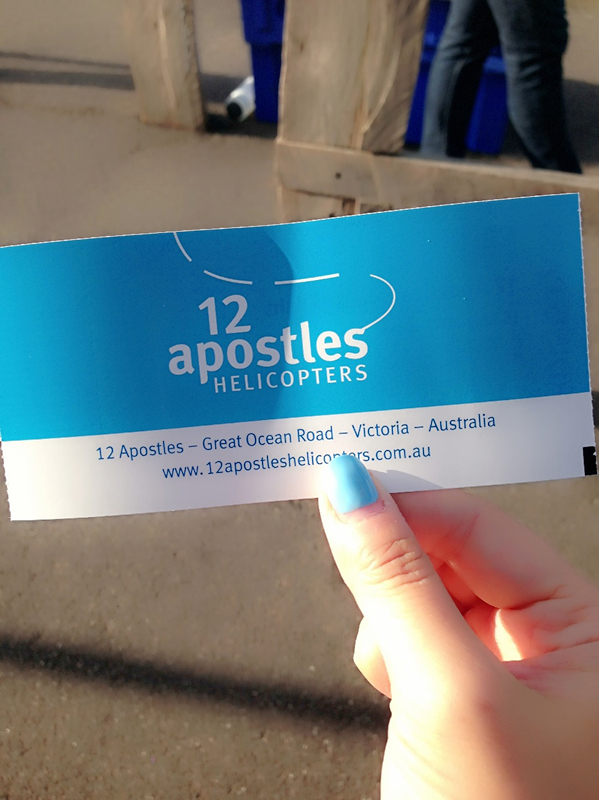 12
apostles
HELICOPTERS
12 Apostles – Great Ocean Road – Victoria – Australia
www.12apostleshelicopters.com.au